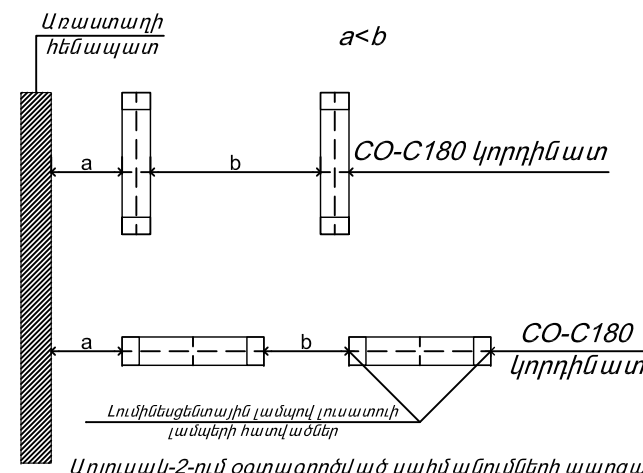 Առաստաղի
հենապատ
a<b
a
b
CO-C180 կորդինատ
a
b
CO-C180
կորդինատ
Լումինեսցենտային լամպով լուսատուի
լամպերի հատվածներ